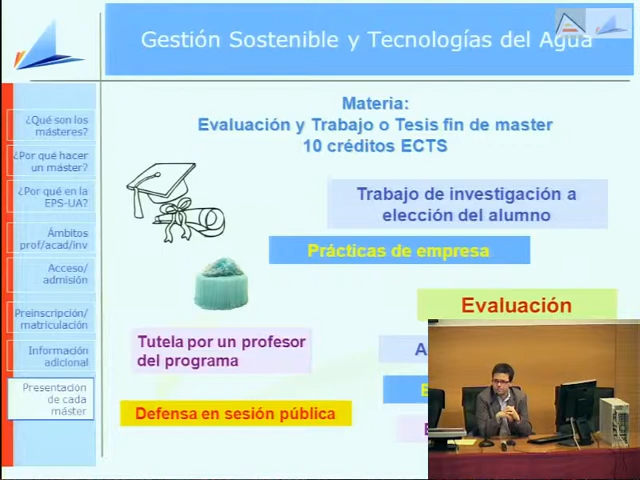 Gestión Sostenible y Tecnologías del Agua
¿Qué son los
másteres?
¿Por qué hacer
un máster?
¿Por qué en la
EPS-UA?
Ámbitos
prof/acad/inv
Acceso/
admisión
Preinscripción/
matriculación
Información
adicional
Presentación
de cada
máster
Materia:
Evaluación y Trabajo o Tesis fin de master
10 créditos ECTS
Trabajo de investigación a
elección del alumno
Prácticas de empresa
Evaluación
Tutela por un profesor
del programa
Defensa en sesión pública